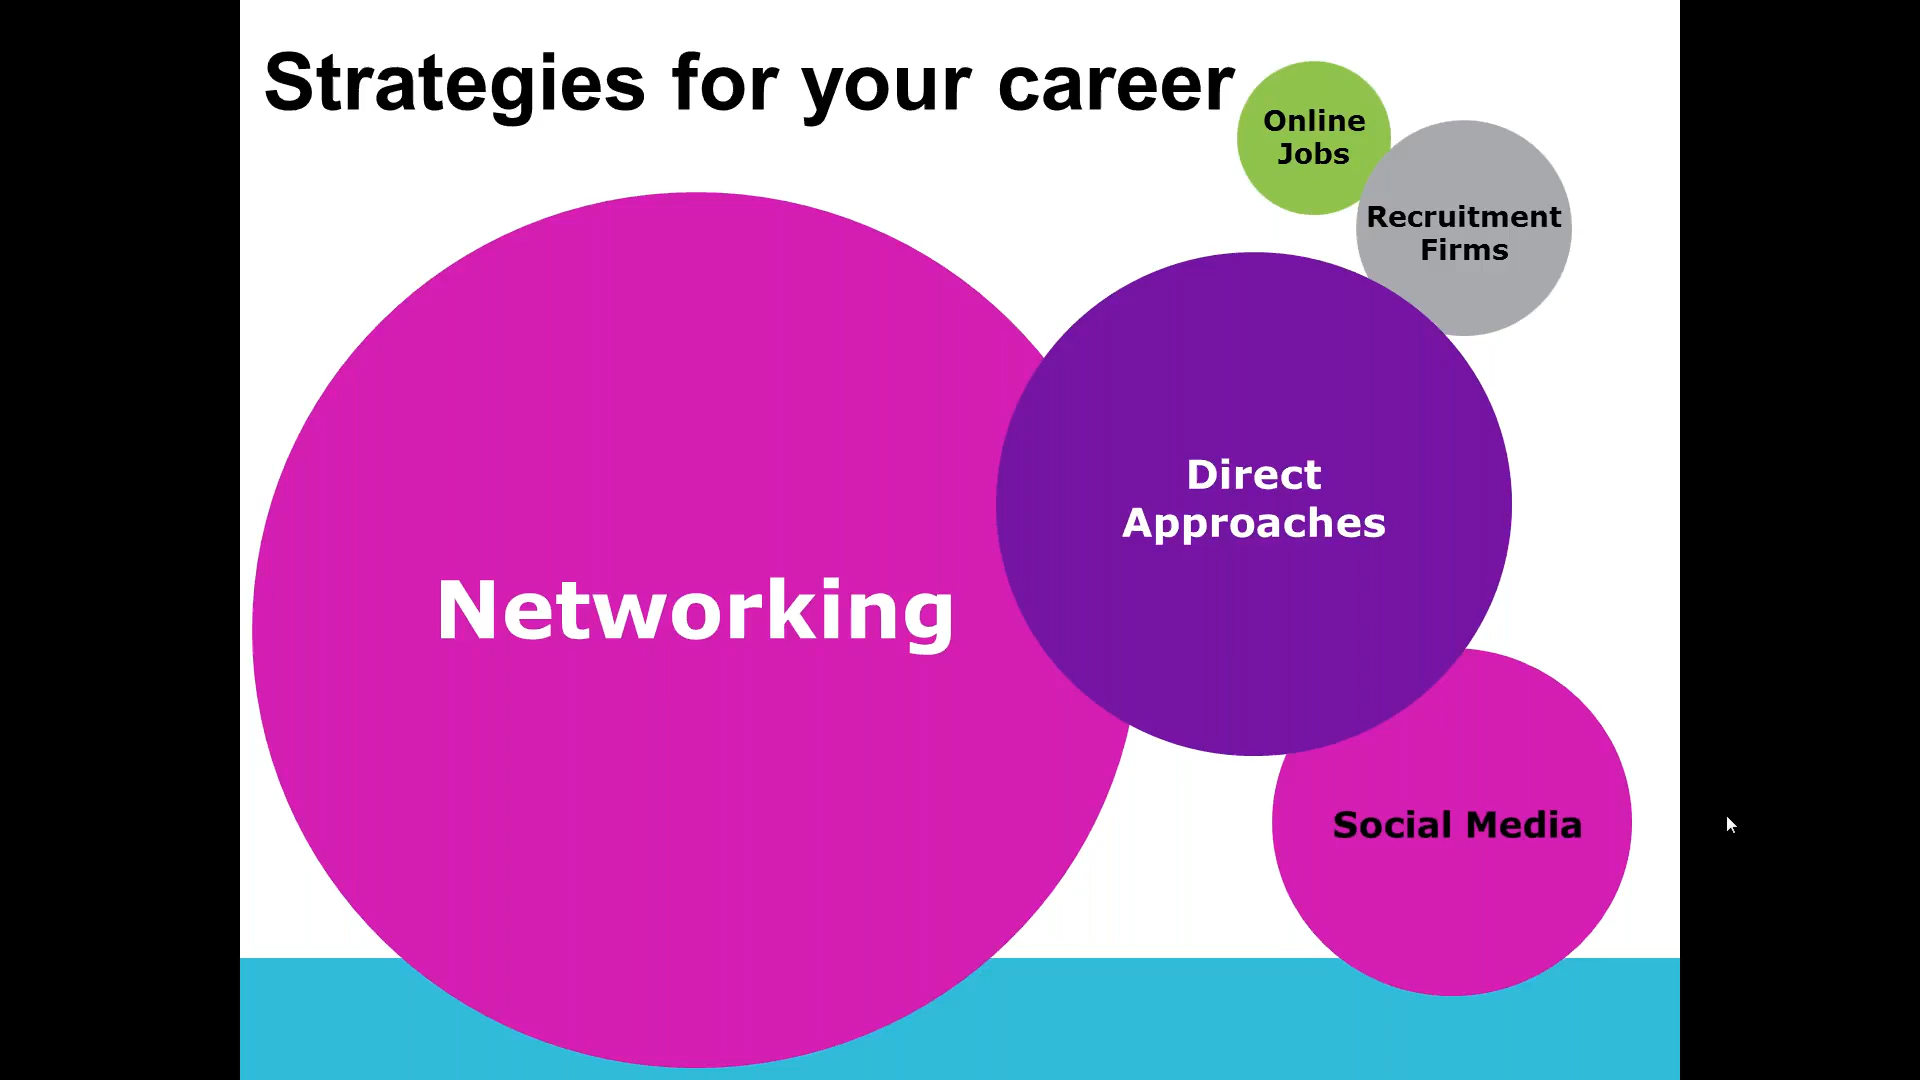 Strategies for your career
Online
Jobs
Recruitment
Firms
Direct
Approaches
Networking
Social Media